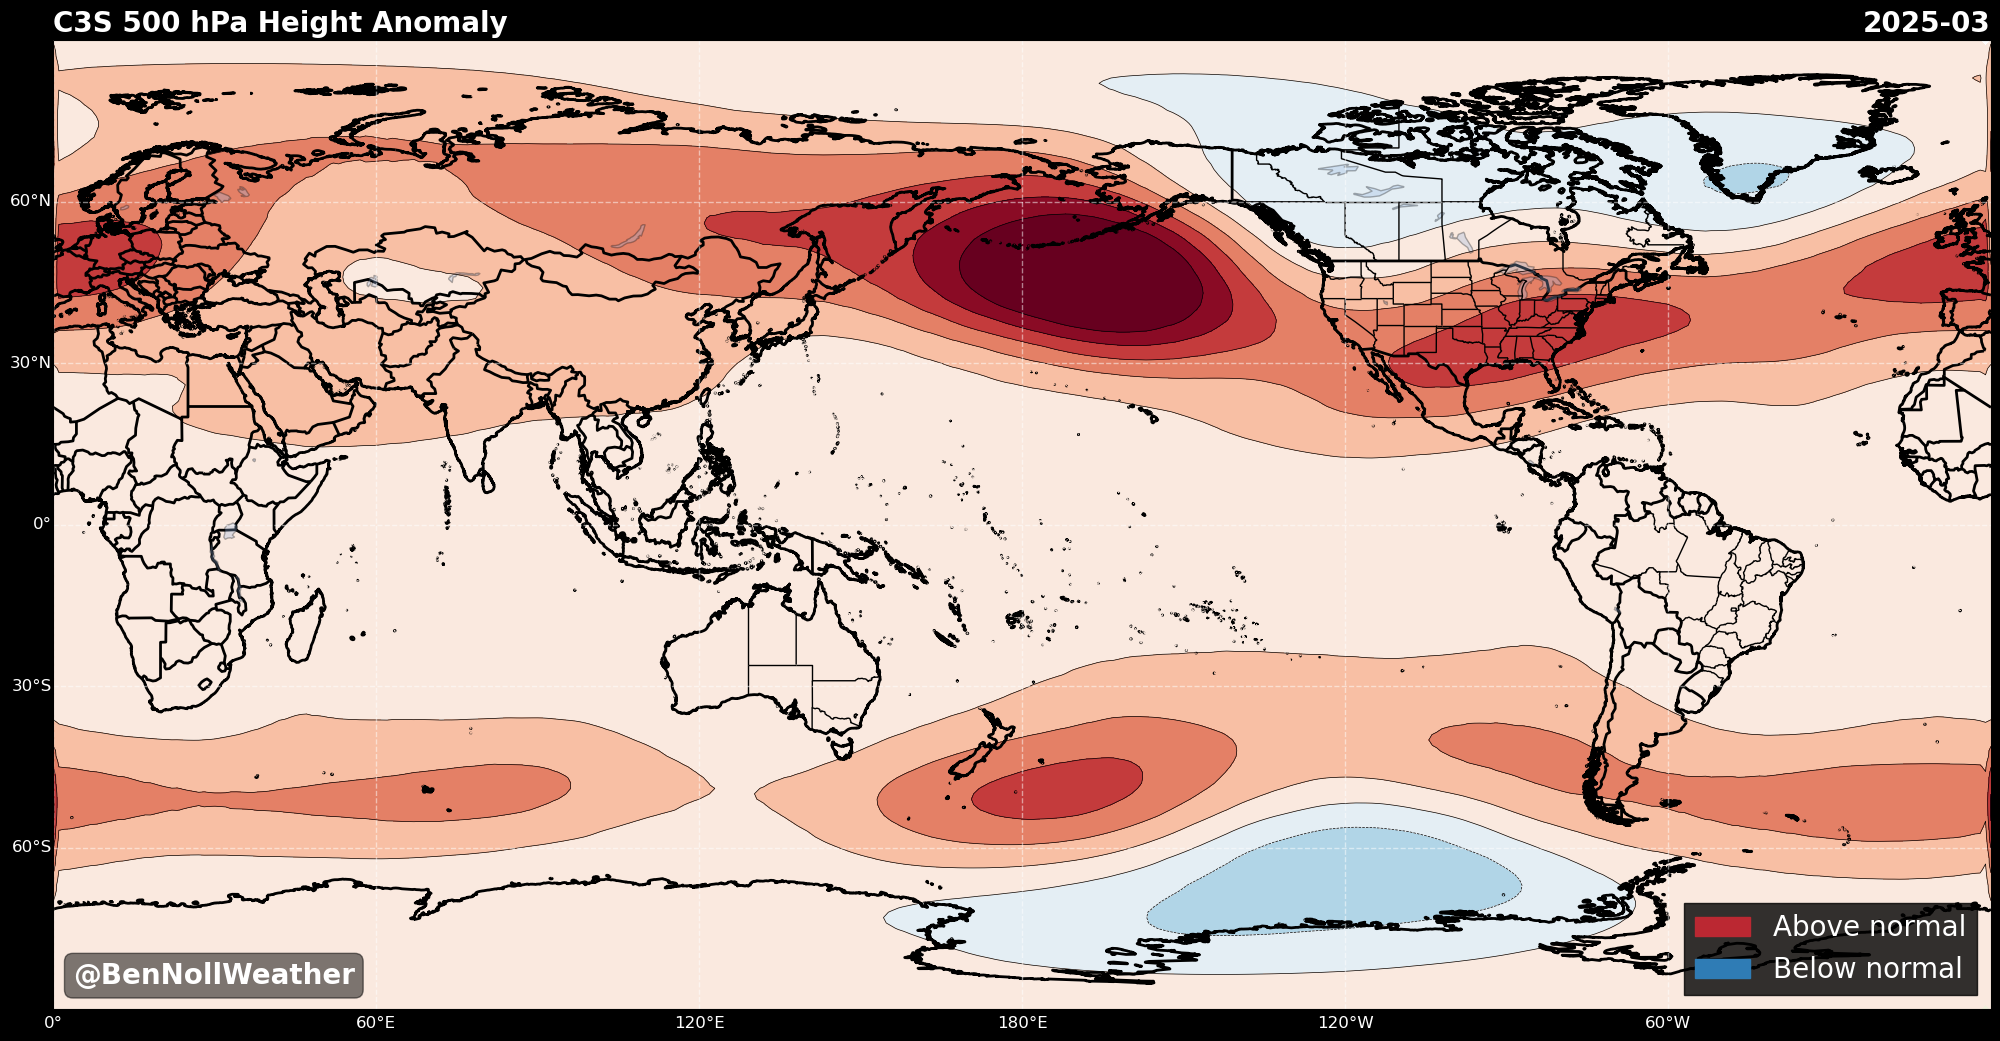 C3S 500 hPa Height Anomaly
2025-03
60°N
30°N
0°
30°S
60°S
@BenNollWeather
Above normal
Below normal
0°
60°E
120°E
180°E
120°W
60°W